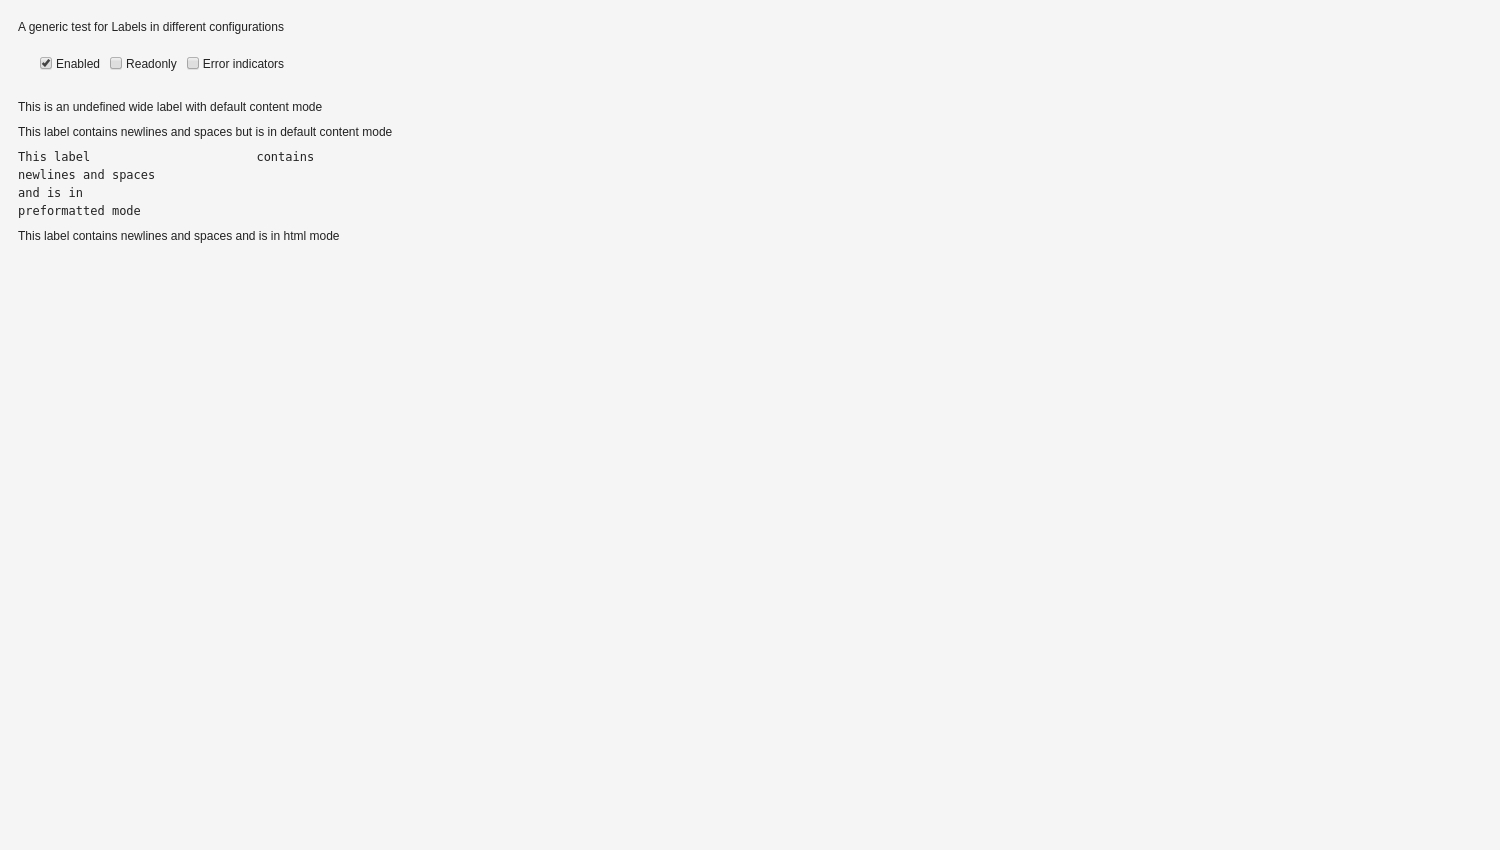 A generic test for Labels in different configurations
Enabled Readonly Error indicators
This is an undefined wide label with default content mode
This label contains newlines and spaces but is in default content mode
This label                       contains
newlines and spaces
and is in
preformatted mode
This label contains newlines and spaces and is in html mode